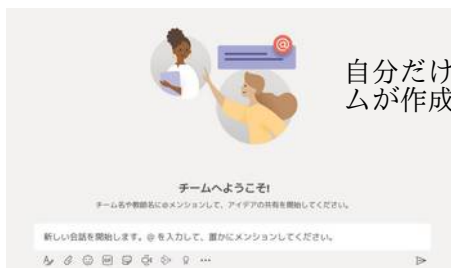 自分だけ
ムが作成
@
チームへようこそ!
チーム名や教師名に@メンションして、アイデアの共有を開始してください。
新しい会話を開始します。@ を入力して、誰かにメンションしてください。